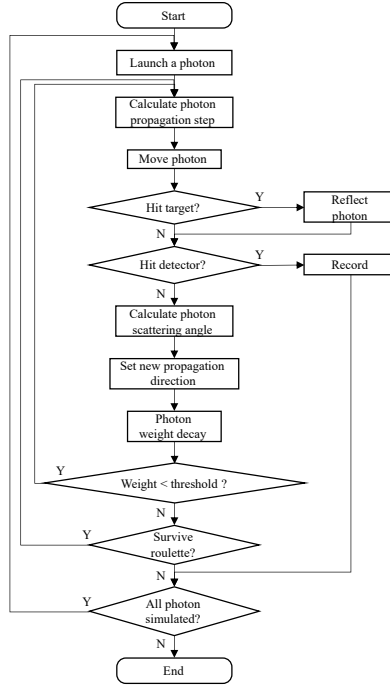 Start
Launch a photon
Calculate photon
propagation step
Move photon
Hit target?
Y
Reflect
photon
N
Hit detector?
Y
Record
N
Calculate photon
scattering angle
Set new propagation
direction
Photon
weight decay
Y
Weight < threshold ?
N
Y
Survive
roulette?
N
Y
All photon
simulated?
N
End